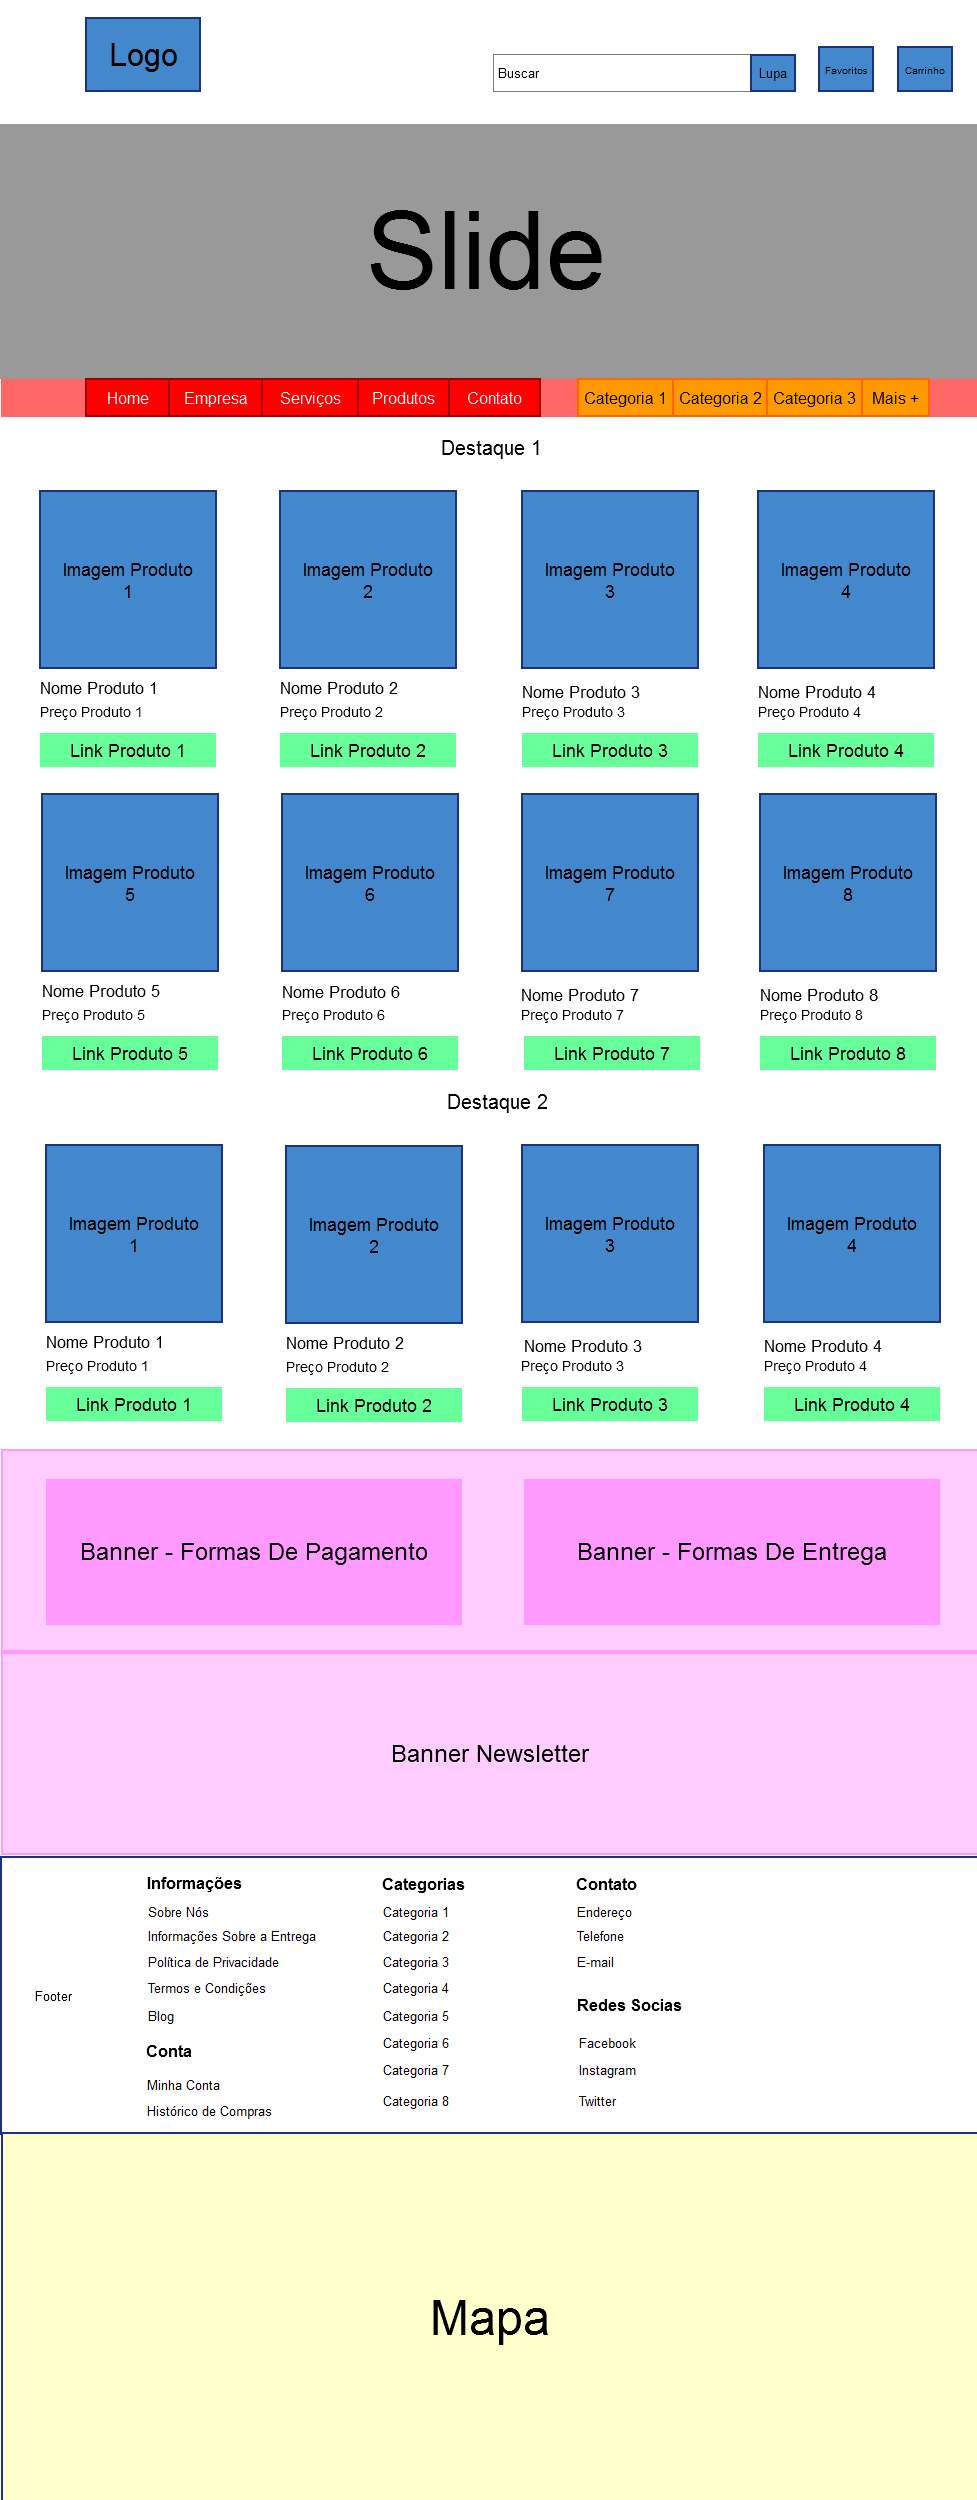 Logo
Buscar
Lupa
Favoritos
Carrinho
Slide
Home
Empresa
Serviços
Produtos
Contato
Categoria 1
Categoria 2
Categoria 3
Mais +
Destaque 1
Imagem Produto
1
Imagem Produto
2
Imagem Produto
3
Imagem Produto
4
Nome Produto 1
Nome Produto 2
Nome Produto 3
Nome Produto 4
Preço Produto 1
Preço Produto 2
Preço Produto 3
Preço Produto 4
Link Produto 1
Link Produto 2
Link Produto 3
Link Produto 4
Imagem Produto
5
Imagem Produto
6
Imagem Produto
7
Imagem Produto
8
Nome Produto 5
Nome Produto 6
Nome Produto 7
Nome Produto 8
Preço Produto 5
Preço Produto 6
Preço Produto 7
Preço Produto 8
Link Produto 5
Link Produto 6
Link Produto 7
Link Produto 8
Destaque 2
Imagem Produto
1
Imagem Produto
2
Imagem Produto
3
Imagem Produto
4
Nome Produto 1
Nome Produto 2
Nome Produto 3
Nome Produto 4
Preço Produto 1
Preço Produto 2
Preço Produto 3
Preço Produto 4
Link Produto 1
Link Produto 2
Link Produto 3
Link Produto 4
Banner - Formas De Pagamento
Banner - Formas De Entrega
Banner Newsletter
Footer
Informações
Sobre Nós
Informações Sobre a Entrega
Política de Privacidade
Termos e Condições
Blog
Conta
Minha Conta
Histórico de Compras
Categorias
Categoria 1
Categoria 2
Categoria 3
Categoria 4
Categoria 5
Categoria 6
Categoria 7
Categoria 8
Contato
Endereço
Telefone
E-mail
Redes Socias
Facebook
Instagram
Twitter
Mapa